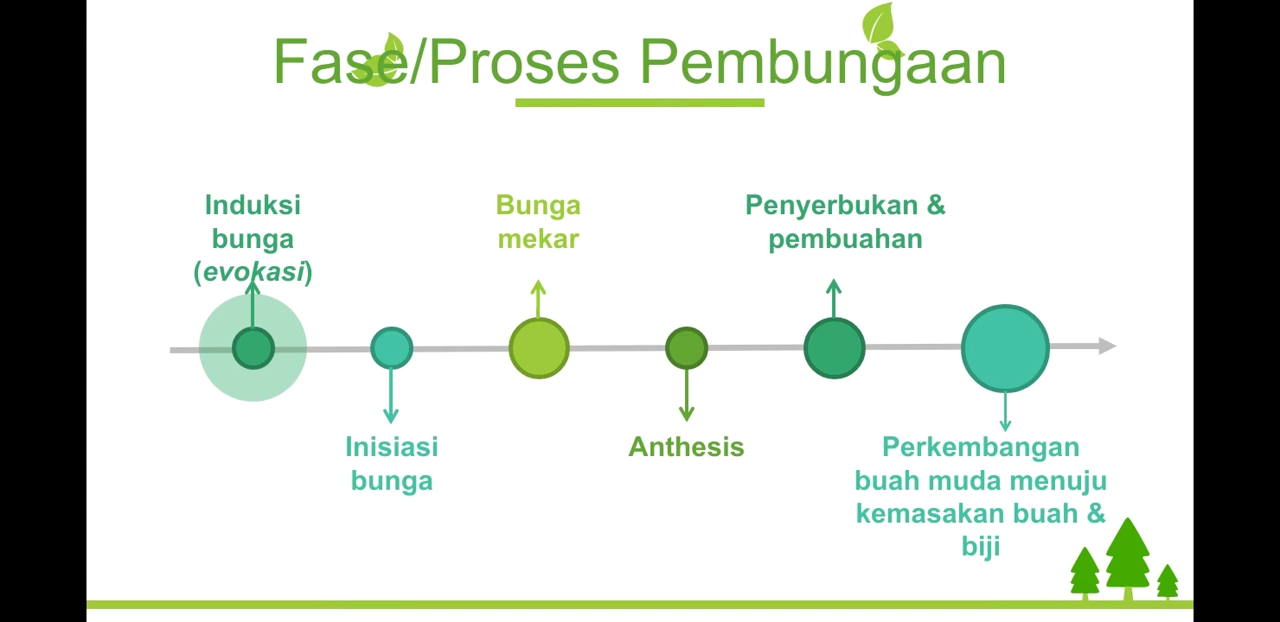 Fase/Proses Pembungaan
Induksi
bunga
(evokasi)
Inisiasi
bunga
Bunga
mekar
Anthesis
Penyerbukan &
pembuahan
Perkembangan
buah muda menuju
kemasakan buah &
biji